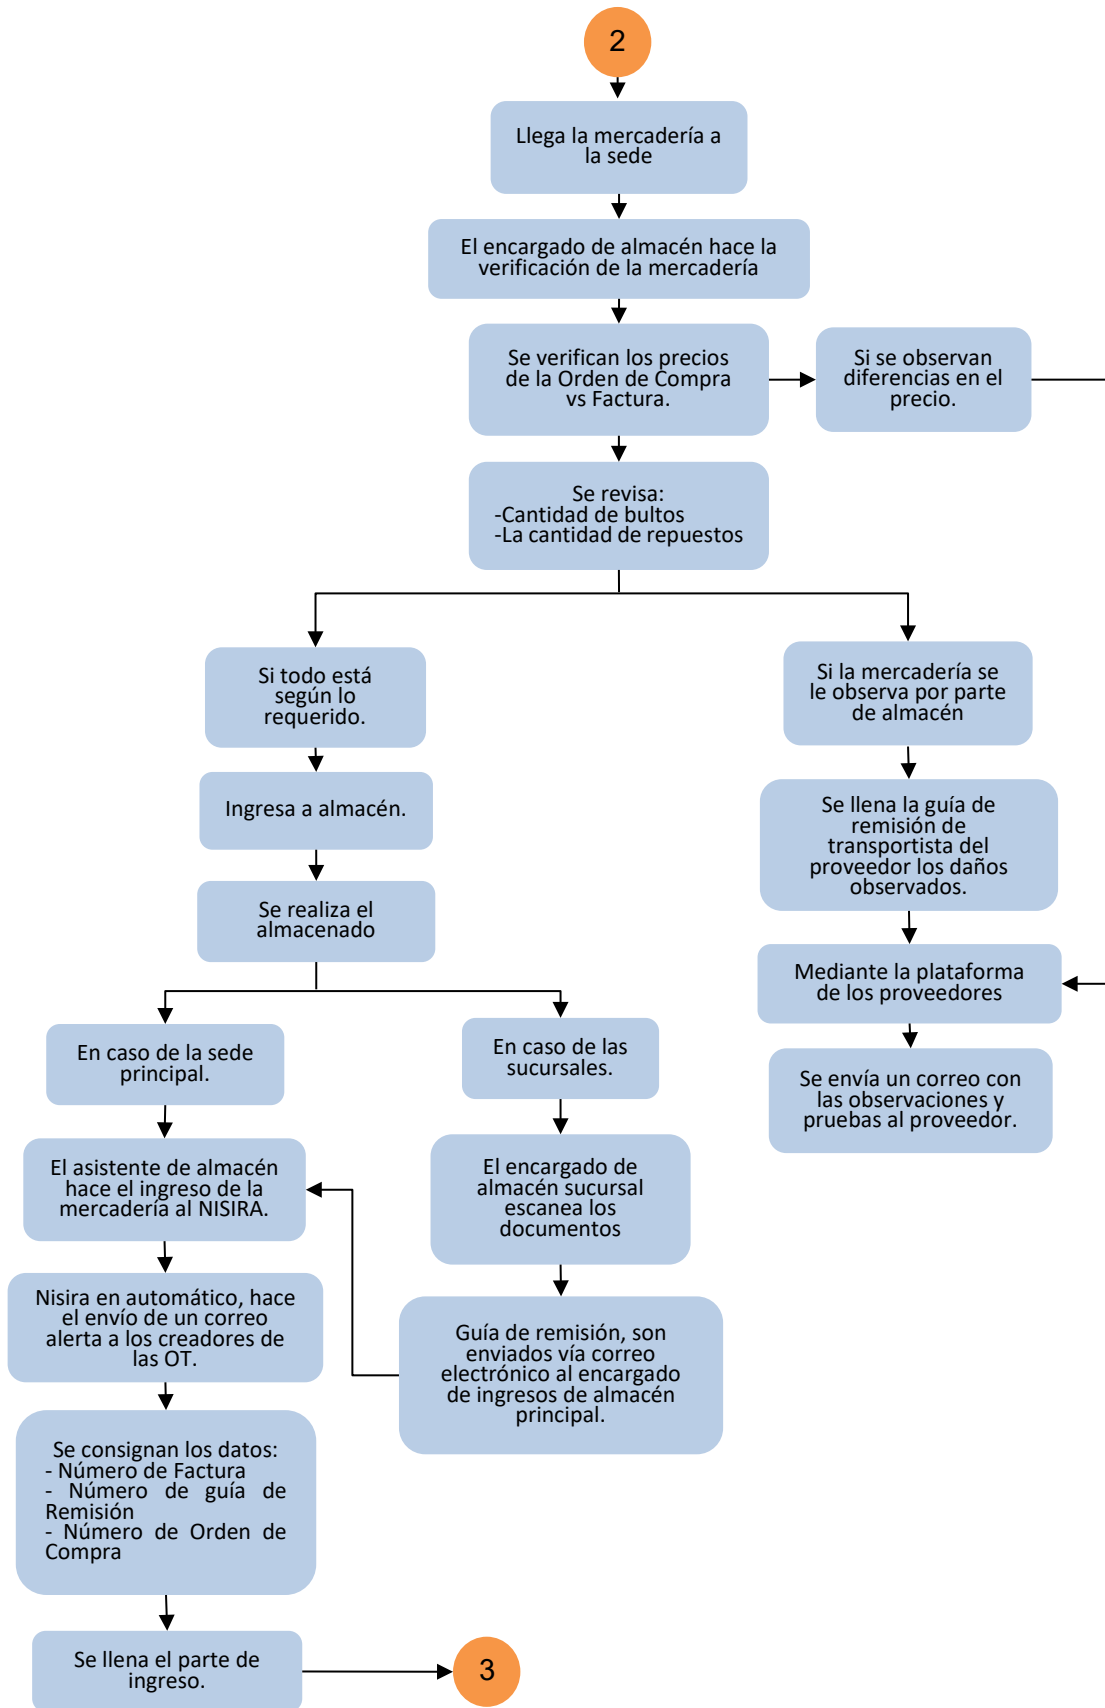 2
Llega la mercadería a
la sede
El encargado de almacén hace la
verificación de la mercadería
Se verifican los precios
de la Orden de Compra
vs Factura.
Si se observan
diferencias en el
precio.
Se revisa:
-Cantidad de bultos
-La cantidad de repuestos
Si todo está
según lo
requerido.
Si la mercadería se
le observa por parte
de almacén
Ingresa a almacén.
Se llena la guía de
remisión de
transportista del
proveedor los daños
observados.
Se realiza el
almacenado
Mediante la plataforma
de los proveedores
En caso de la sede
principal.
En caso de las
sucursales.
Se envía un correo con
las observaciones y
pruebas al proveedor.
El asistente de almacén
hace el ingreso de la
mercadería al NISIRA.
El encargado de
almacén sucursal
escanea los
documentos
Nisira en automático, hace
el envío de un correo
alerta a los creadores de
las OT.
Guía de remisión, son
enviados vía correo
electrónico al encargado
de ingresos de almacén
principal.
Se consignan los datos:
- Número de Factura
- Número de guía de
Remisión
- Número de Orden de
Compra
Se llena el parte de
ingreso.
3